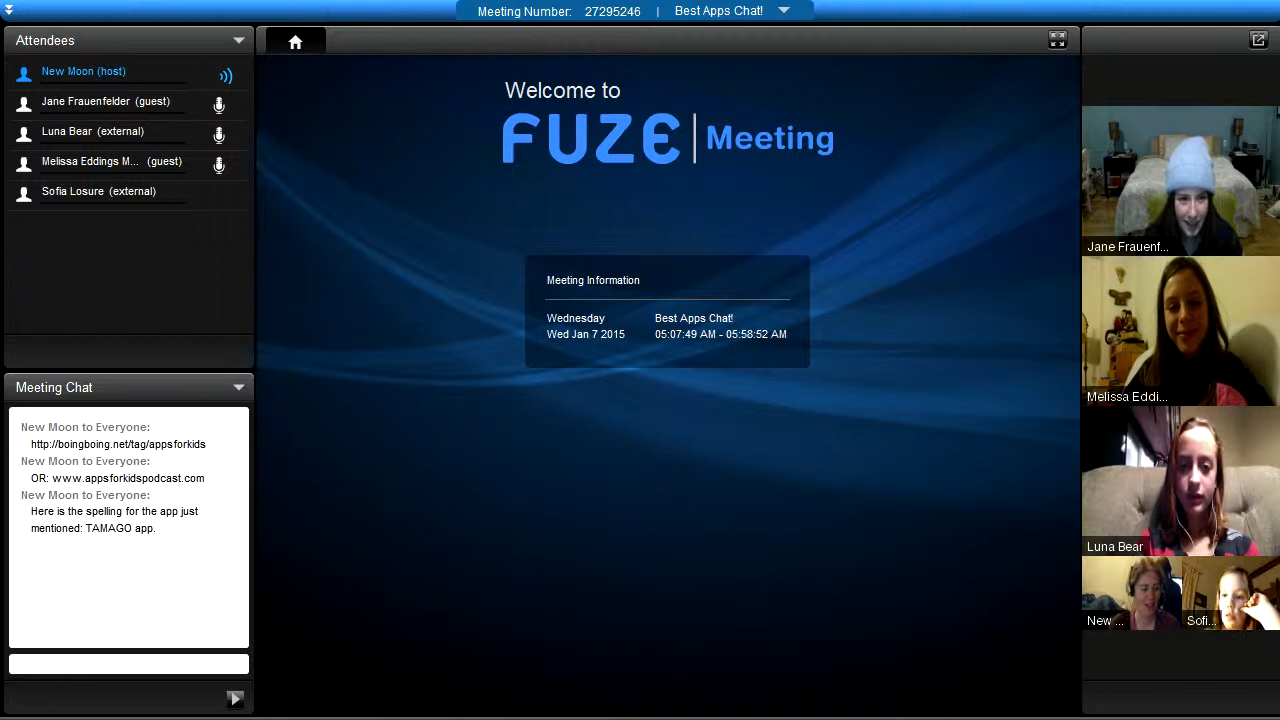 Meeting Number: 27295246 | Best Apps Chat!
Attendees
New Moon (host)
Jane Frauenfelder (guest)
Luna Bear (external)
Melissa Eddings M... (guest)
Sofia Losure (external)
Meeting Chat
New Moon to Everyone:
http://boingboing.net/tag/appsforkids
New Moon to Everyone:
OR: www.appsforkidspodcast.com
New Moon to Everyone:
Here is the spelling for the app just
mentioned: TAMAGO app.
Welcome to
FUZE | Meeting
Meeting Information
Wednesday Best Apps Chat!
Wed Jan 7 2015 05:07:49 AM - 05:58:52 AM
Jane Frauenf...
Melissa Eddi...
Luna Bear
New ...
Sofi...